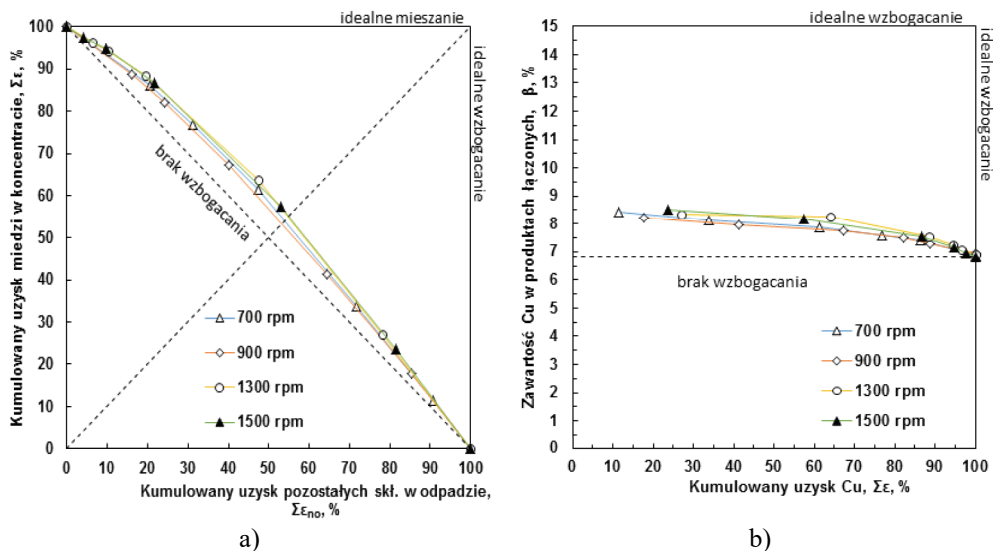 idealne mieszanie
100
90
80
70
60
50
40
30
20
10
0
Kumulowany uzysk miedzi w koncentracie, Σε, %
idealne wzbogacanie
brak wzbogacania
700 rpm
900 rpm
1300 rpm
1500 rpm
0 10 20 30 40 50 60 70 80 90 100
Kumulowany uzysk pozostałych skł. w odpadzie,
Σεno, %
a)
idealne wzbogacanie
15
14
13
12
11
10
9
8
7
6
5
4
3
2
1
0
Zawartość Cu w produktach łączonych, β, %
idealne wzbogacanie
brak wzbogacania
700 rpm
900 rpm
1300 rpm
1500 rpm
0 10 20 30 40 50 60 70 80 90 100
Kumulowany uzysk Cu, Σε, %
b)